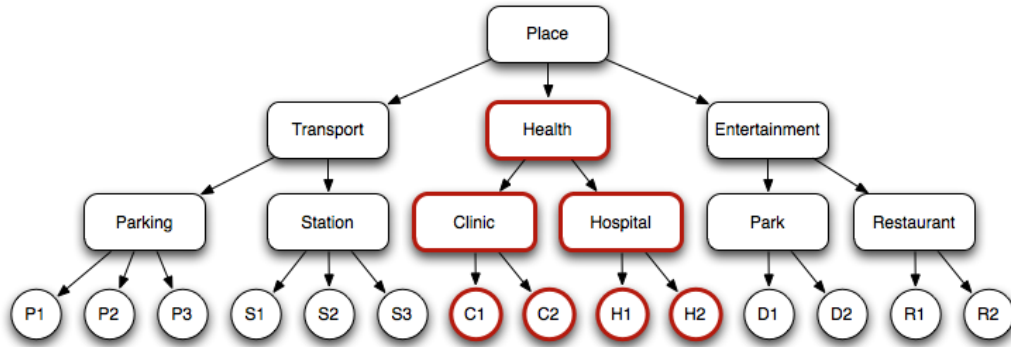 Place
Transport
Health
Entertainment
Parking
Station
Clinic
Hospital
Park
Restaurant
P1
P2
P3
S1
S2
S3
C1
C2
H1
H2
D1
D2
R1
R2